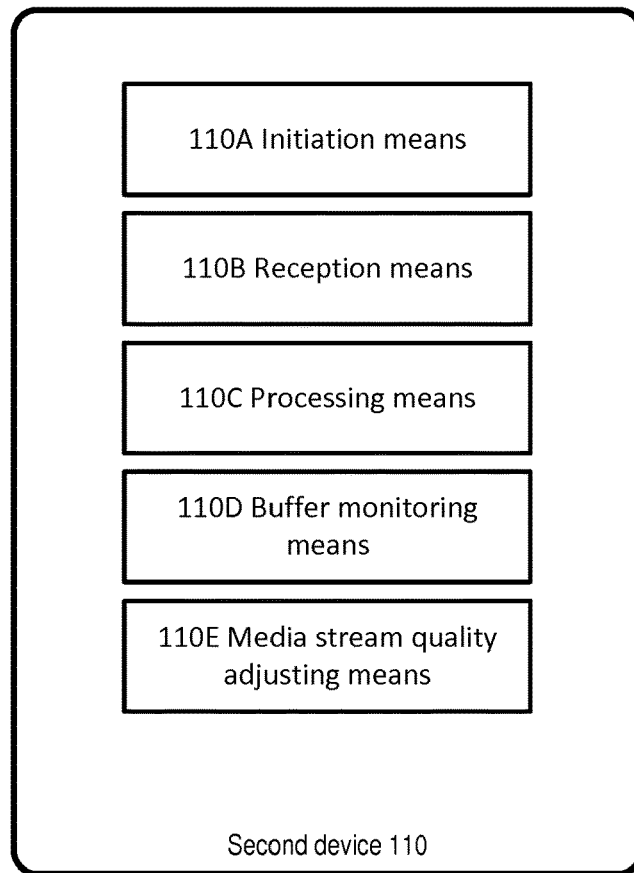 110A Initiation means
110B Reception means
110C Processing means
110D Buffer monitoring
means
110E Media stream quality
adjusting means
Second device 110